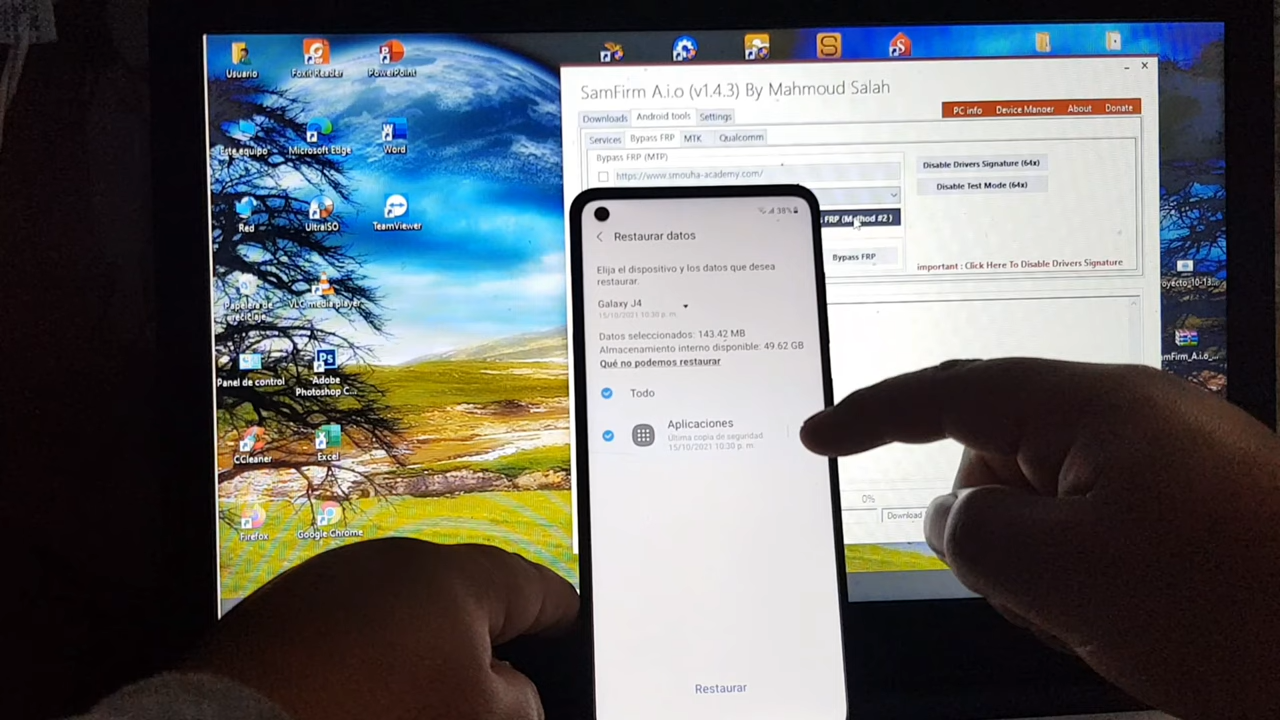 Usuario
Foxit Reader
PowerPoint
Este equipo
Microsoft Edge
Word
Red
UltraISO
TeamViewer
Papelera de reciclaje
VLC media player
Panel de control
Adobe
Photoshop C...
CCleaner
Excel
Firefox
Google Chrome
SamFirm A.i.o (v1.4.3) By Mahmoud Salah
PC info
Device Manger
About
Donate
Downloads
Android tools
Settings
Services
Bypass FRP
MTK
Qualcomm
Bypass FRP (MTP)
https://www.smouha-academy.com/
Disable Drivers Signature (64x)
Disable Test Mode (64x)
FRP (Method #2 )
Bypass FRP
important : Click Here To Disable Drivers Signature
0%
Download
38%
Restaurar datos
Elija el dispositivo y los datos que desea
restaurar.
Galaxy J4
15/10/2021 10:30 p. m.
Datos seleccionados: 143.42 MB
Almacenamiento interno disponible: 49.62 GB
Qué no podemos restaurar
Todo
Aplicaciones
Última copia de seguridad
15/10/2021 10:30 p. m.
Restaurar